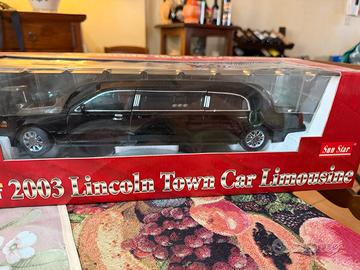 Sun Star
2003 Lincoln Town Car Limousine